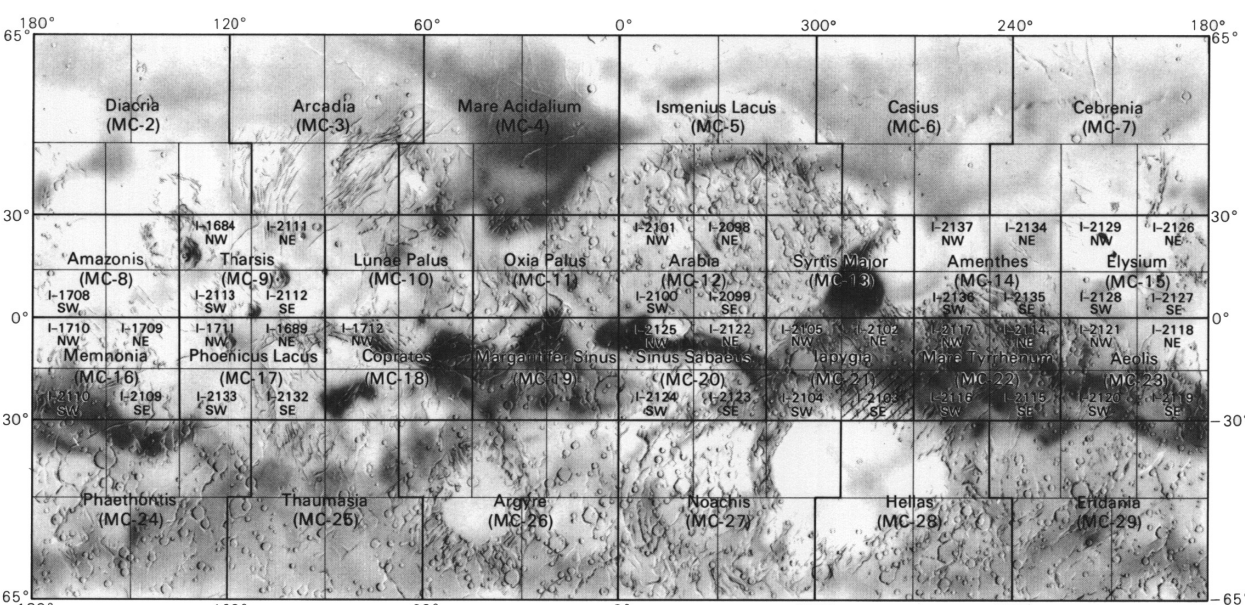 180° 120° 60° 0° 300° 240° 180°
65° 65°
Diacria Arcadia Mare Acidalium Ismenius Lacus Casius Cebrenia
(MC-2) (MC-3) (MC-4) (MC-5) (MC-6) (MC-7)
30° 30°
I-1684 I-2111 I-2101 I-2098 I-2137 I-2134 I-2129 I-2126
NW NE NW NE NW NE NW NE
Amazonis Tharsis Lunae Palus Oxia Palus Arabia Syrtis Major Amenthes Elysium
(MC-8) (MC-9) (MC-10) (MC-11) (MC-12) (MC-13) (MC-14) (MC-15)
I-1708 I-2113 I-2112 I-2100 I-2099 I-2136 I-2135 I-2128 I-2127
SW SW SE SW SE SW SE SW SE
0° 0°
I-1710 I-1709 I-1711 I-1689 I-1712 I-2125 I-2122 I-2105 I-2102 I-2117 I-2114 I-2121 I-2118
NW NE NW NE NW NW NE NW NE NW NE NW NE
Memnonia Phoenicus Lacus Coprates Margaritifer Sinus Sinus Sabaeus Iapygia Mare Tyrrhenum Aeolis
(MC-16) (MC-17) (MC-18) (MC-19) (MC-20) (MC-21) (MC-22) (MC-23)
I-2110 I-2109 I-2133 I-2132 I-2124 I-2123 I-2104 I-2103 I-2116 I-2115 I-2120 I-2119
SW SE SW SE SW SE SW SE SW SE SW SE
30° -30°
Phaethontis Thaumasia Argyre Noachis Hellas Eridania
(MC-24) (MC-25) (MC-26) (MC-27) (MC-28) (MC-29)
65° -65°